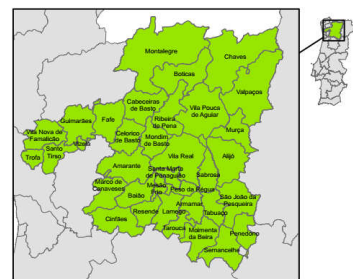 Montalegre
Chaves
Boticas
Valpaços
Cabeceiras
de Basto
Ribeira
de Pena
Vila Pouca
de Aguiar
Guimarães
Fafe
Vila Nova de
Famalicão
Vizela
Celorico
de Basto
Mondim
de Basto
Murça
Santo
Tirso
Trofa
Amarante
Vila Real
Alijó
Santa Marta
de Penaguião
Sabrosa
Marco de
Canaveses
Baião
Mesão
Frio
Peso da Régua
São João da
Pesqueira
Armamar
Cinfães
Resende
Lamego
Tabuaço
Tarouca
Moimenta
da Beira
Penedono
Sernancelhe